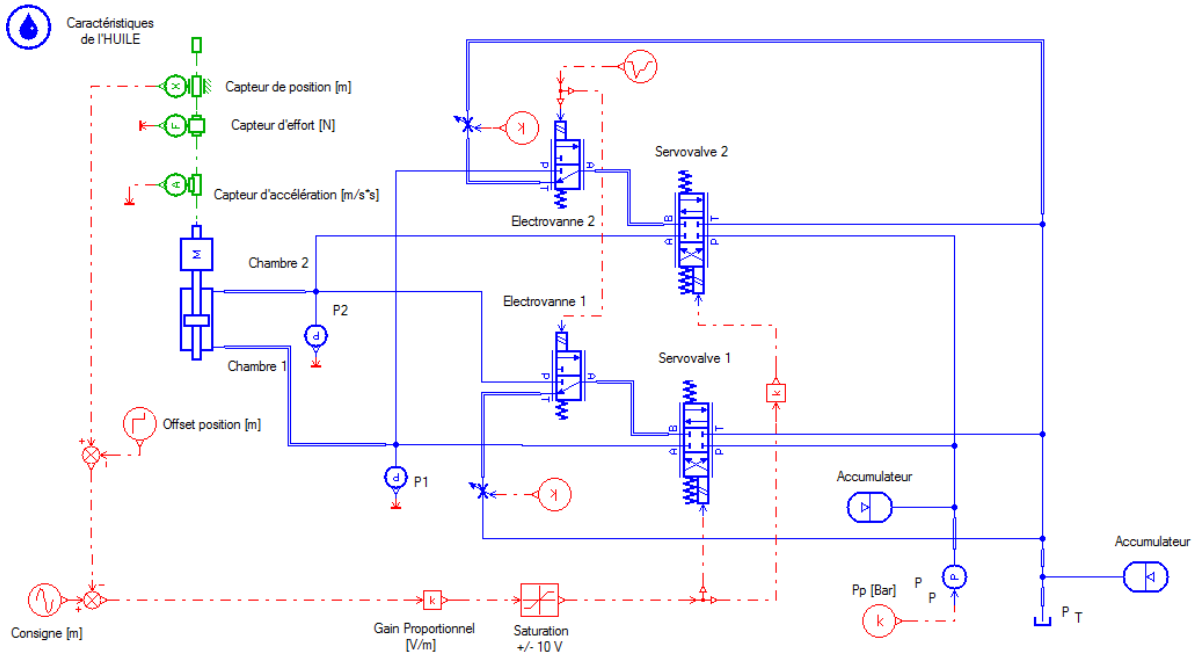 Caractéristiques
de l'HUILE
X
Capteur de position [m]
F
Capteur d'effort [N]
k
Servovalve 2
P
A
T
A
Capteur d'accélération [m/s*s]
Electrovanne 2
B
T
A
P
M
Chambre 2
Electrovanne 1
P2
P
Servovalve 1
P
A
T
Chambre 1
k
Offset position [m]
+
-
B
T
A
P
P
P1
k
Accumulateur
Accumulateur
-
+
Consigne [m]
k
Gain Proportionnel
[V/m]
Saturation
+/- 10 V
Pp [Bar]
k
P
P
P
P T